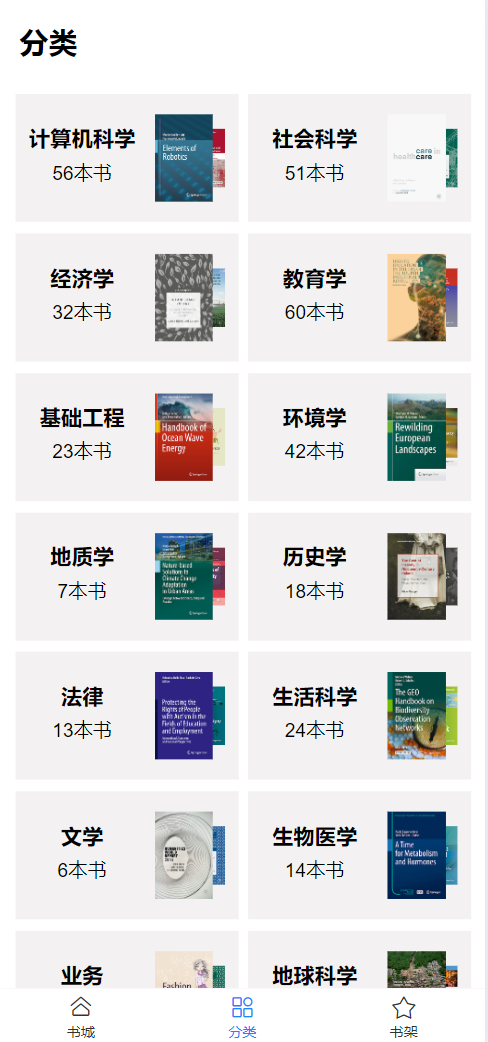 分类
计算机科学
56本书
Elements of
Robotics
社会科学
51本书
care in
healthcare
经济学
32本书
教育学
60本书
基础工程
23本书
Handbook of
Ocean Wave
Energy
环境学
42本书
Rewilding
European
Landscapes
地质学
7本书
Nature-based
Solutions to
Climate Change
Adaptation
in Urban Areas
历史学
18本书
法律
13本书
Protecting the
Rights of People
with Autism in the
Fields of Education
and Employment
生活科学
24本书
The GEO
Handbook on
Biodiversity
Observation
Networks
文学
6本书
生物医学
14本书
A Time
for Metabolism
and Hormones
业务
Fashion
地球科学
书城
分类
书架